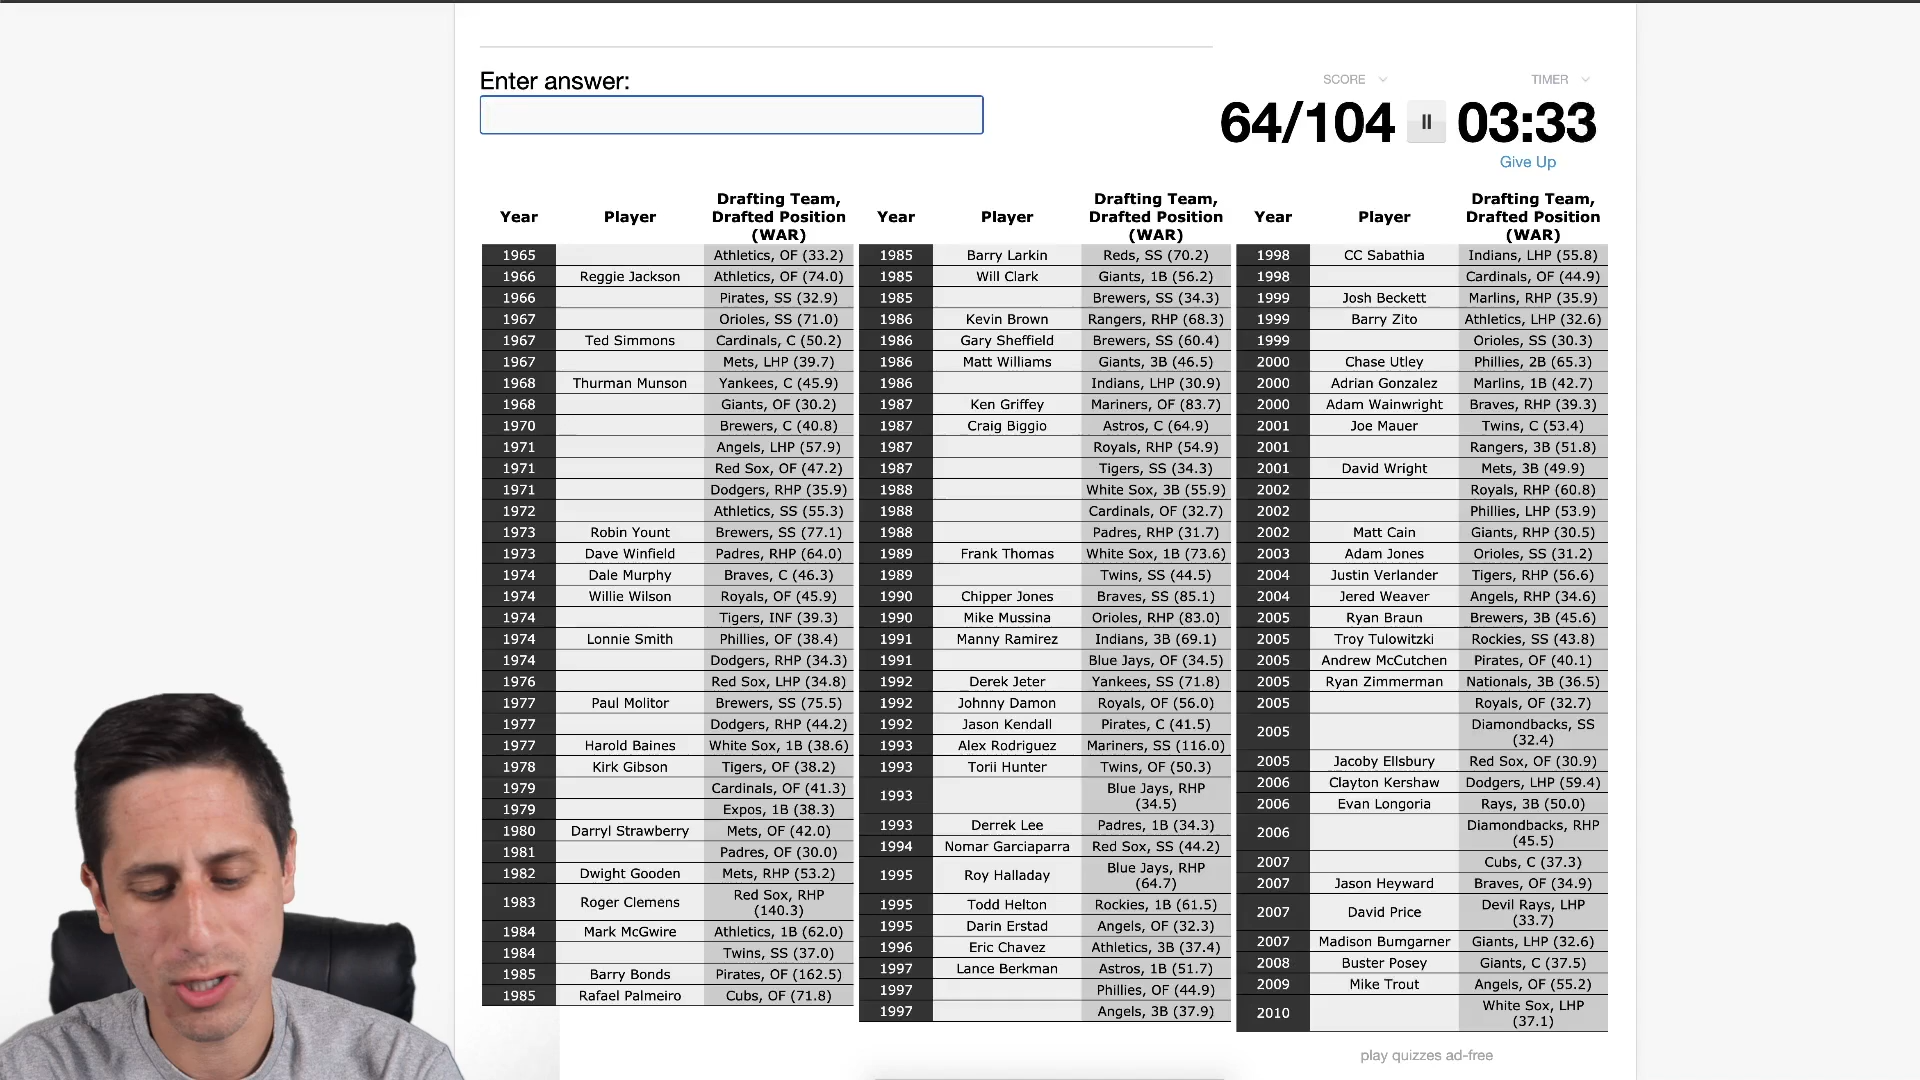 Enter answer:
SCORE
TIMER
64/104
03:33
Give Up
Year Player Drafting Team, Drafted Position (WAR)
1965 Athletics, OF (33.2)
1966 Reggie Jackson Athletics, OF (74.0)
1966 Pirates, SS (32.9)
1967 Orioles, SS (71.0)
1967 Ted Simmons Cardinals, C (50.2)
1967 Mets, LHP (39.7)
1968 Thurman Munson Yankees, C (45.9)
1968 Giants, OF (30.2)
1970 Brewers, C (40.8)
1971 Angels, LHP (57.9)
1971 Red Sox, OF (47.2)
1971 Dodgers, RHP (35.9)
1972 Athletics, SS (55.3)
1973 Robin Yount Brewers, SS (77.1)
1973 Dave Winfield Padres, RHP (64.0)
1974 Dale Murphy Braves, C (46.3)
1974 Willie Wilson Royals, OF (45.9)
1974 Tigers, INF (39.3)
1974 Lonnie Smith Phillies, OF (38.4)
1974 Dodgers, RHP (34.3)
1976 Red Sox, LHP (34.8)
1977 Paul Molitor Brewers, SS (75.5)
1977 Dodgers, RHP (44.2)
1977 Harold Baines White Sox, 1B (38.6)
1978 Kirk Gibson Tigers, OF (38.2)
1979 Cardinals, OF (41.3)
1979 Expos, 1B (38.3)
1980 Darryl Strawberry Mets, OF (42.0)
1981 Padres, OF (30.0)
1982 Dwight Gooden Mets, RHP (53.2)
1983 Roger Clemens Red Sox, RHP (140.3)
1984 Mark McGwire Athletics, 1B (62.0)
1984 Twins, SS (37.0)
1985 Barry Bonds Pirates, OF (162.5)
1985 Rafael Palmeiro Cubs, OF (71.8)
Year Player Drafting Team, Drafted Position (WAR)
1985 Barry Larkin Reds, SS (70.2)
1985 Will Clark Giants, 1B (56.2)
1985 Brewers, SS (34.3)
1986 Kevin Brown Rangers, RHP (68.3)
1986 Gary Sheffield Brewers, SS (60.4)
1986 Matt Williams Giants, 3B (46.5)
1986 Indians, LHP (30.9)
1987 Ken Griffey Mariners, OF (83.7)
1987 Craig Biggio Astros, C (64.9)
1987 Royals, RHP (54.9)
1987 Tigers, SS (34.3)
1988 White Sox, 3B (55.9)
1988 Cardinals, OF (32.7)
1988 Padres, RHP (31.7)
1989 Frank Thomas White Sox, 1B (73.6)
1989 Twins, SS (44.5)
1990 Chipper Jones Braves, SS (85.1)
1990 Mike Mussina Orioles, RHP (83.0)
1991 Manny Ramirez Indians, 3B (69.1)
1991 Blue Jays, OF (34.5)
1992 Derek Jeter Yankees, SS (71.8)
1992 Johnny Damon Royals, OF (56.0)
1992 Jason Kendall Pirates, C (41.5)
1993 Alex Rodriguez Mariners, SS (116.0)
1993 Torii Hunter Twins, OF (50.3)
1993 Blue Jays, RHP (34.5)
1993 Derrek Lee Padres, 1B (34.3)
1994 Nomar Garciaparra Red Sox, SS (44.2)
1995 Roy Halladay Blue Jays, RHP (64.7)
1995 Todd Helton Rockies, 1B (61.5)
1995 Darin Erstad Angels, OF (32.3)
1996 Eric Chavez Athletics, 3B (37.4)
1997 Lance Berkman Astros, 1B (51.7)
1997 Phillies, OF (44.9)
1997 Angels, 3B (37.9)
Year Player Drafting Team, Drafted Position (WAR)
1998 CC Sabathia Indians, LHP (55.8)
1998 Cardinals, OF (44.9)
1999 Josh Beckett Marlins, RHP (35.9)
1999 Barry Zito Athletics, LHP (32.6)
1999 Orioles, SS (30.3)
2000 Chase Utley Phillies, 2B (65.3)
2000 Adrian Gonzalez Marlins, 1B (42.7)
2000 Adam Wainwright Braves, RHP (39.3)
2001 Joe Mauer Twins, C (53.4)
2001 Rangers, 3B (51.8)
2001 David Wright Mets, 3B (49.9)
2002 Royals, RHP (60.8)
2002 Phillies, LHP (53.9)
2002 Matt Cain Giants, RHP (30.5)
2003 Adam Jones Orioles, SS (31.2)
2004 Justin Verlander Tigers, RHP (56.6)
2004 Jered Weaver Angels, RHP (34.6)
2005 Ryan Braun Brewers, 3B (45.6)
2005 Troy Tulowitzki Rockies, SS (43.8)
2005 Andrew McCutchen Pirates, OF (40.1)
2005 Ryan Zimmerman Nationals, 3B (36.5)
2005 Royals, OF (32.7)
2005 Diamondbacks, SS (32.4)
2005 Jacoby Ellsbury Red Sox, OF (30.9)
2006 Clayton Kershaw Dodgers, LHP (59.4)
2006 Evan Longoria Rays, 3B (50.0)
2006 Diamondbacks, RHP (45.5)
2007 Cubs, C (37.3)
2007 Jason Heyward Braves, OF (34.9)
2007 David Price Devil Rays, LHP (33.7)
2007 Madison Bumgarner Giants, LHP (32.6)
2008 Buster Posey Giants, C (37.5)
2009 Mike Trout Angels, OF (55.2)
2010 White Sox, LHP (37.1)
play quizzes ad-free